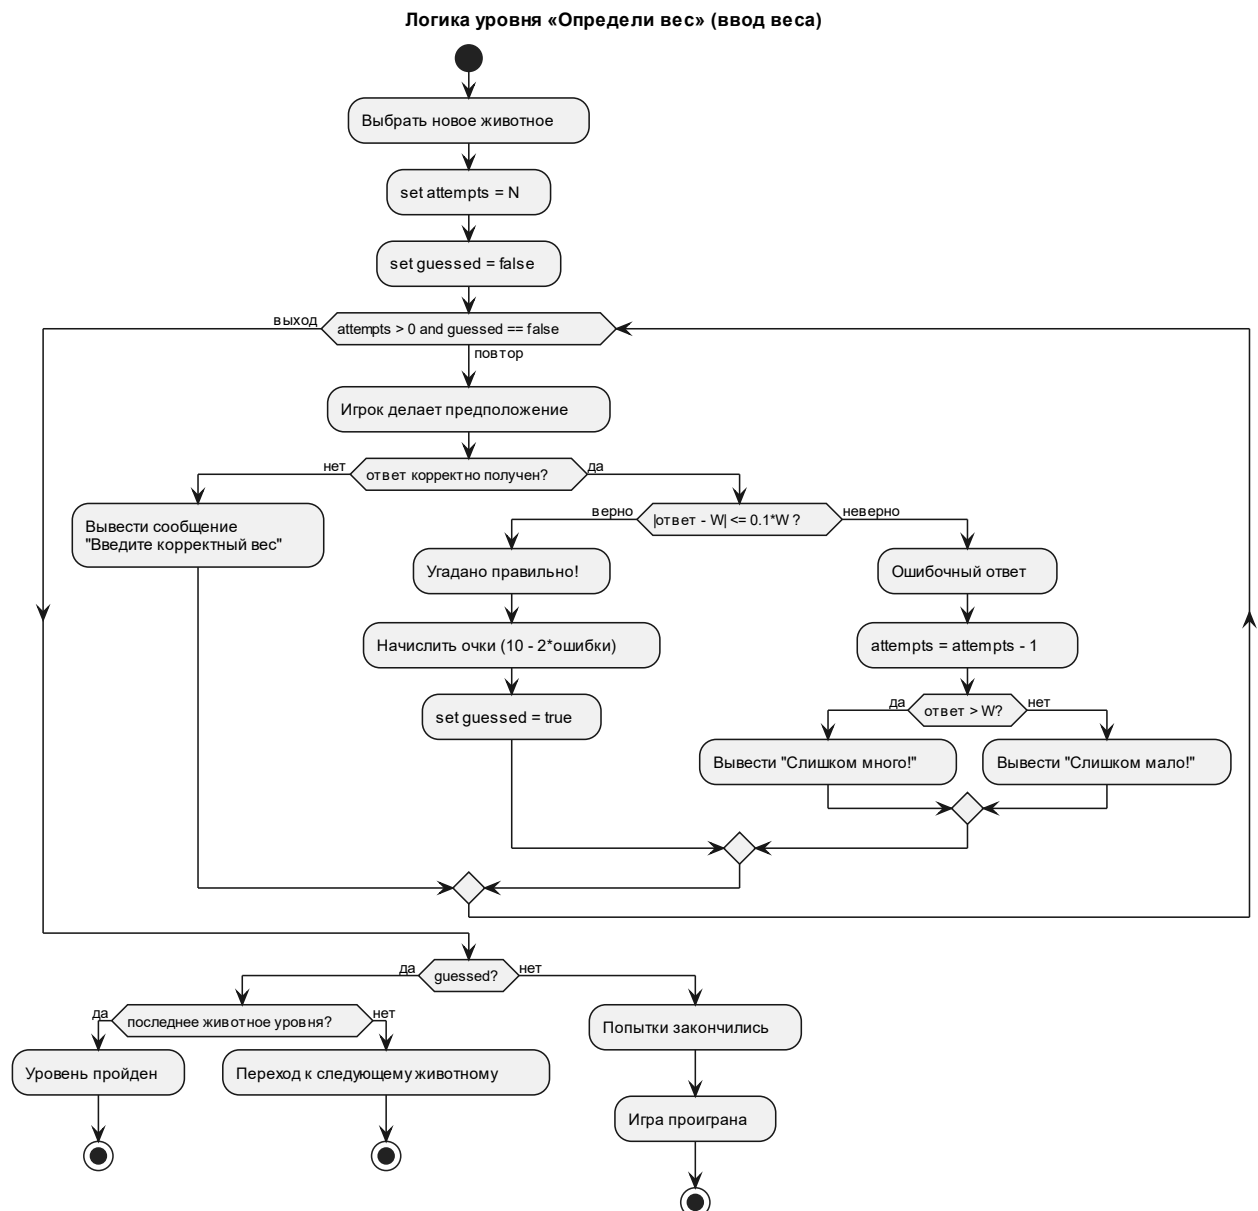 Логика уровня «Определи вес» (ввод веса)
Выбрать новое животное
set attempts = N
set guessed = false
выход
attempts > 0 and guessed == false
повтор
Игрок делает предположение
нет
ответ корректно получен?
да
Вывести сообщение
"Введите корректный вес"
верно
|ответ - W| <= 0.1*W ?
неверно
Угадано правильно!
Ошибочный ответ
Начислить очки (10 - 2*ошибки)
attempts = attempts - 1
set guessed = true
да
ответ > W?
нет
Вывести "Слишком много!"
Вывести "Слишком мало!"
да
guessed?
нет
да
последнее животное уровня?
нет
Попытки закончились
Уровень пройден
Переход к следующему животному
Игра проиграна